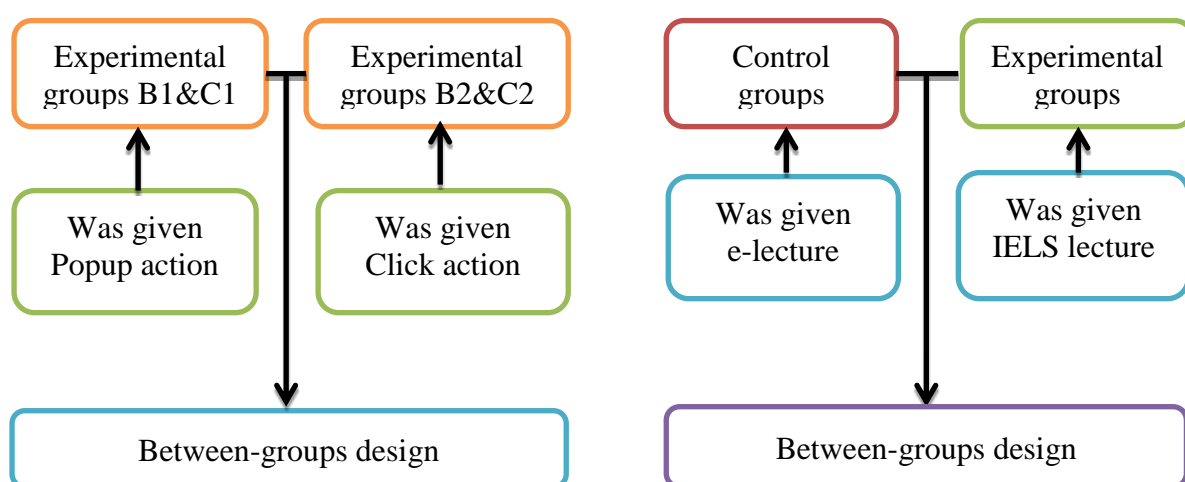 Experimental
groups B1&C1
Experimental
groups B2&C2
Was given
Popup action
Was given
Click action
Between-groups design
Control
groups
Experimental
groups
Was given
e-lecture
Was given
IELS lecture
Between-groups design